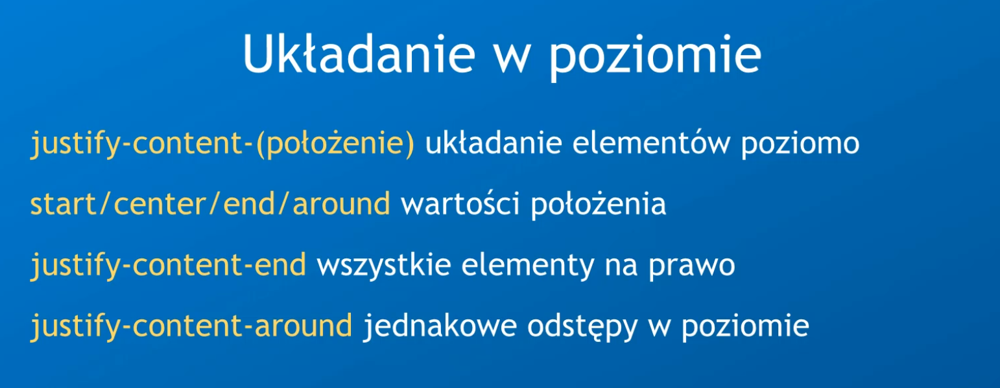 Układanie w poziomie
justify-content-(położenie) układanie elementów poziomo
start/center/end/around wartości położenia
justify-content-end wszystkie elementy na prawo
justify-content-around jednakowe odstępy w poziomie